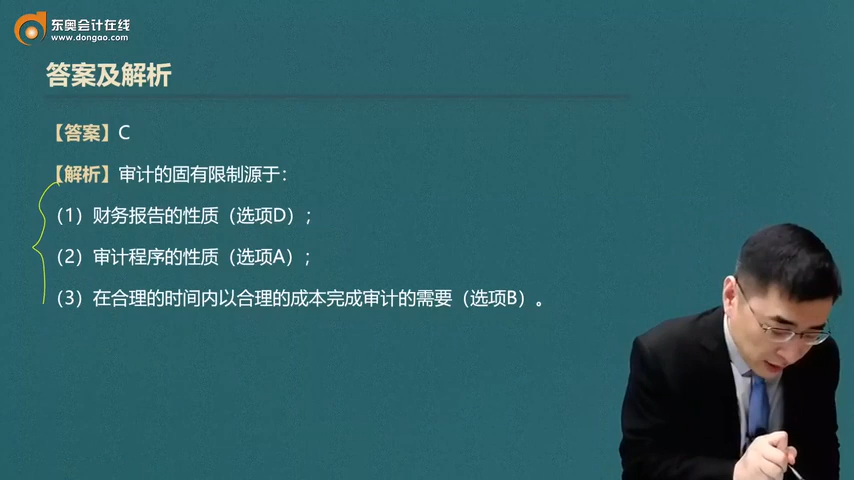 东奥会计在线
www.dongao.com
答案及解析
【答案】C
【解析】审计的固有限制源于：
（1）财务报告的性质（选项D）；
（2）审计程序的性质（选项A）；
（3）在合理的时间内以合理的成本完成审计的需要（选项B）。